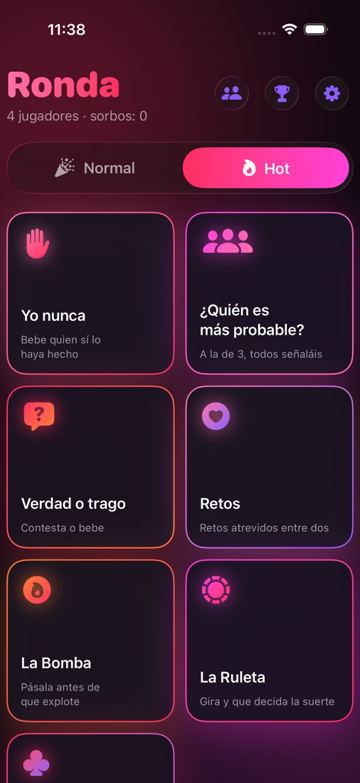 11:38
Ronda
4 jugadores · sorbos: 0
Normal
Hot
Yo nunca
Bebe quien sí lo
haya hecho
¿Quién es
más probable?
A la de 3, todos señaláis
?
Verdad o trago
Contesta o bebe
Retos
Retos atrevidos entre dos
La Bomba
Pásala antes de
que explote
La Ruleta
Gira y que decida la suerte